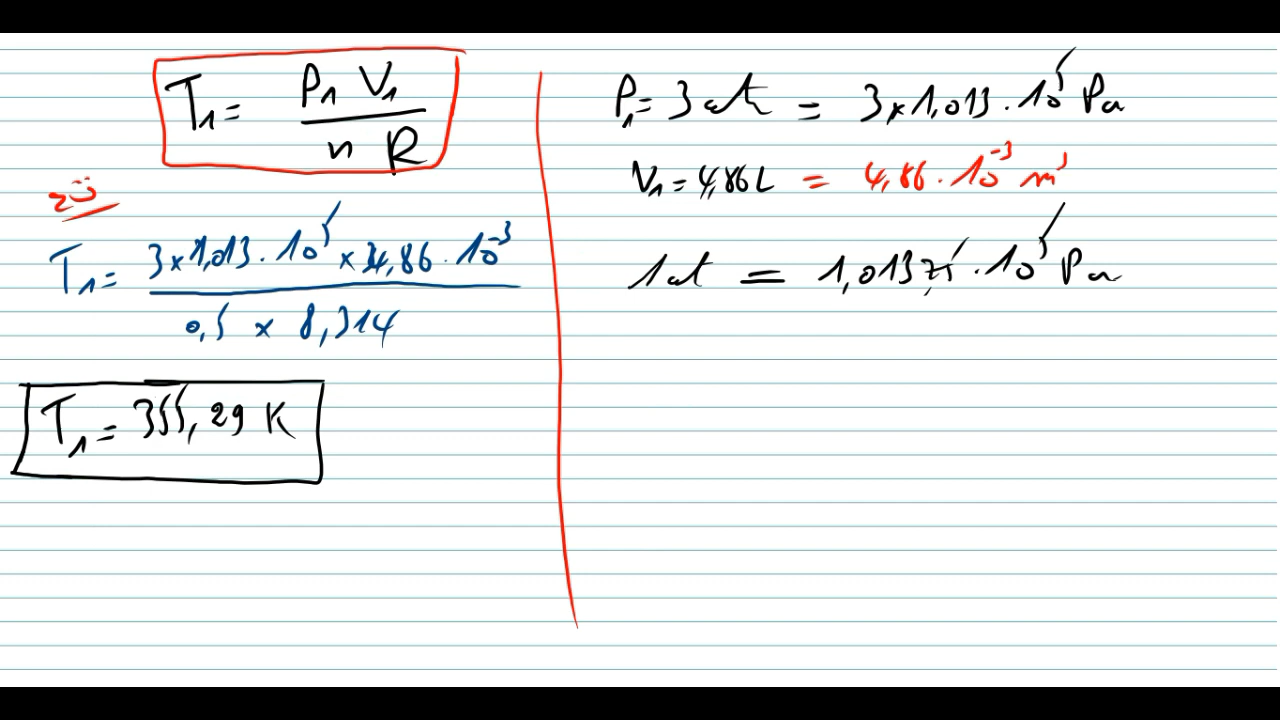 T₁ = P₁ V₁ / n R
T₁ = 3 × 1,013 . 10⁵ × 4,86 . 10⁻³ / 0,5 × 8,314
T₁ = 355,29 K
P₁ = 3 atm = 3 × 1,013 . 10⁵ Pa
V₁ = 4,86 L = 4,86 . 10⁻³ m³
1 at = 1,01325 . 10⁵ Pa